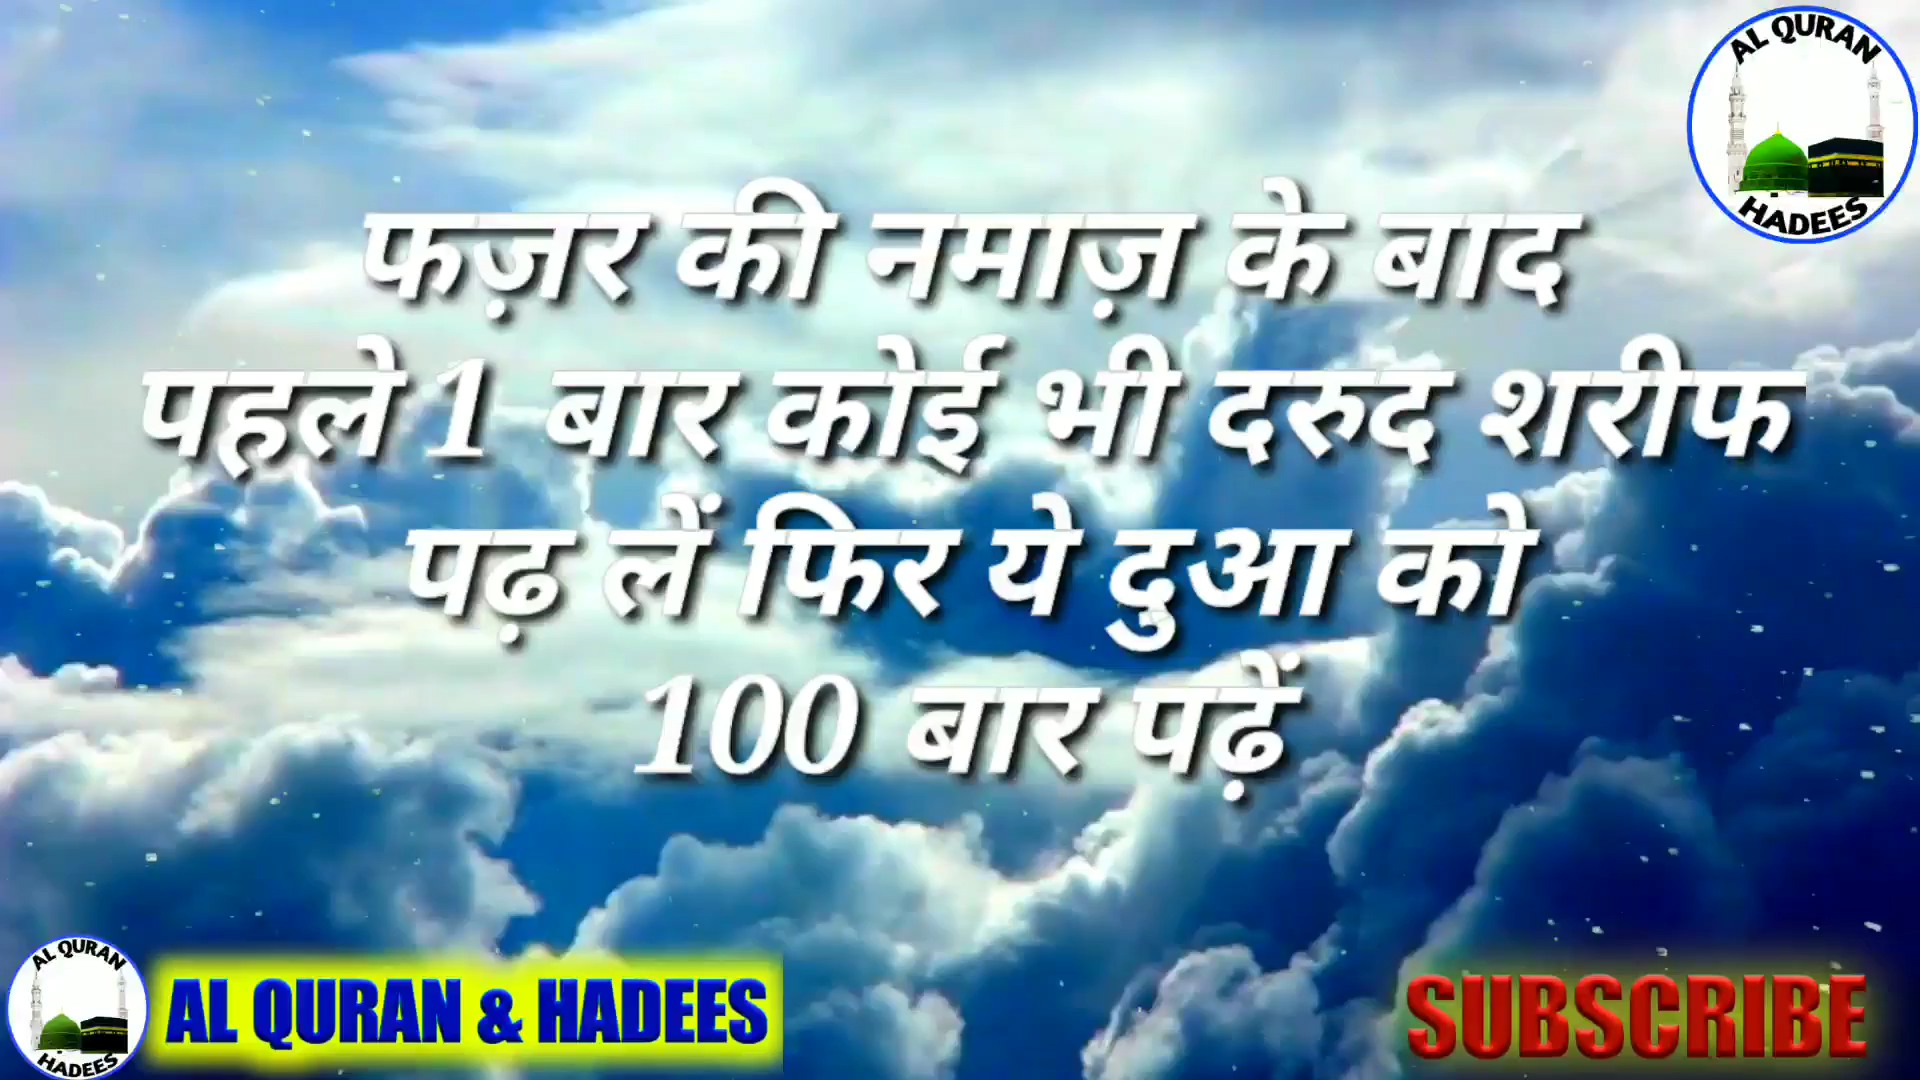 AL QURAN
HADEES
फज़र की नमाज़ के बाद
पहले 1 बार कोई भी दरुद शरीफ
पढ़ लें फिर ये दुआ को
100 बार पढ़ें
AL QURAN
HADEES
AL QURAN & HADEES
SUBSCRIBE